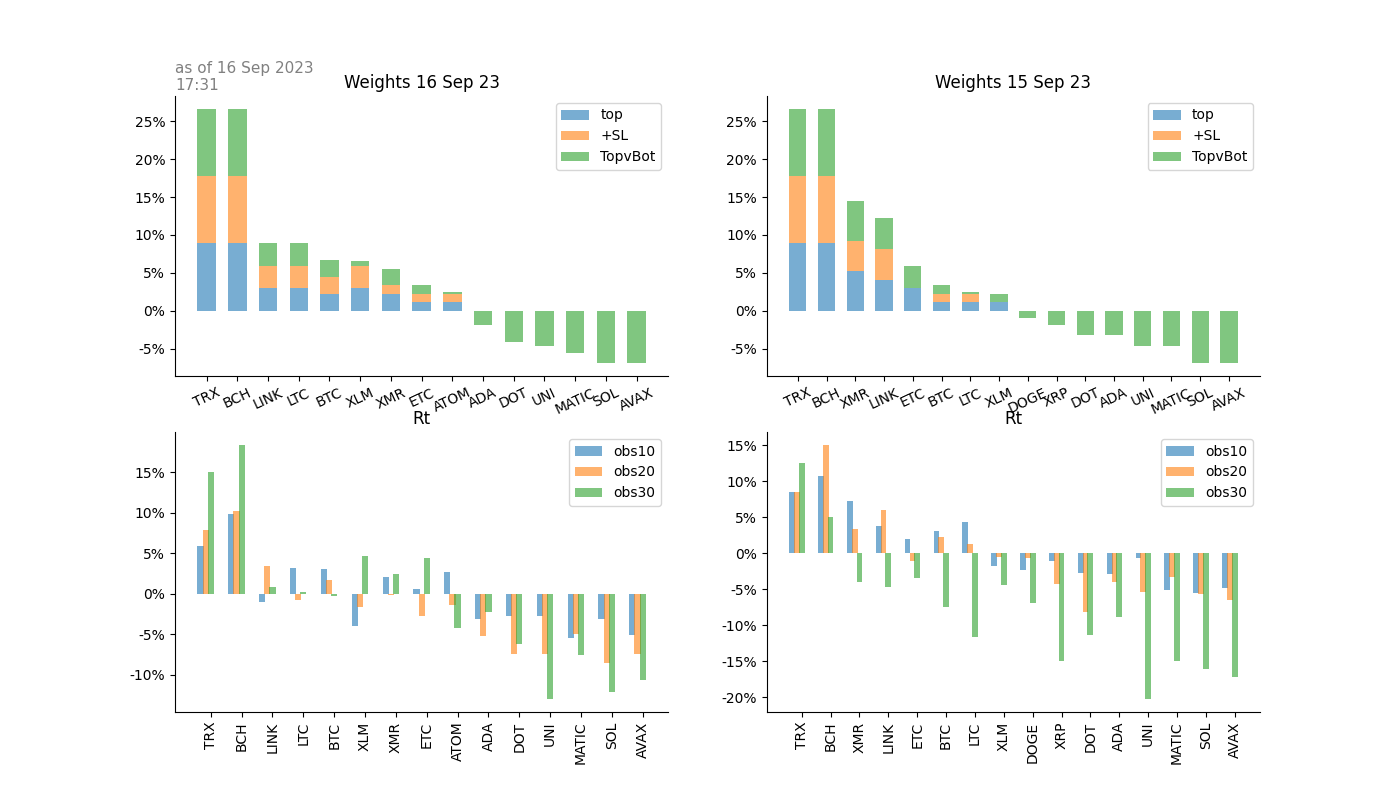 as of 16 Sep 2023
17:31
Weights 16 Sep 23
25%
20%
15%
10%
5%
0%
-5%
top
+SL
TopvBot
TRX BCH LINK LTC BTC XLM XMR ETC ATOM ADA DOT UNI MATIC SOL AVAX
Weights 15 Sep 23
25%
20%
15%
10%
5%
0%
-5%
top
+SL
TopvBot
TRX BCH XMR LINK ETC BTC LTC XLM DOGE XRP DOT ADA UNI MATIC SOL AVAX
Rt
15%
10%
5%
0%
-5%
-10%
obs10
obs20
obs30
TRX BCH LINK LTC BTC XLM XMR ETC ATOM ADA DOT UNI MATIC SOL AVAX
Rt
15%
10%
5%
0%
-5%
-10%
-15%
-20%
obs10
obs20
obs30
TRX BCH XMR LINK ETC BTC LTC XLM DOGE XRP DOT ADA UNI MATIC SOL AVAX